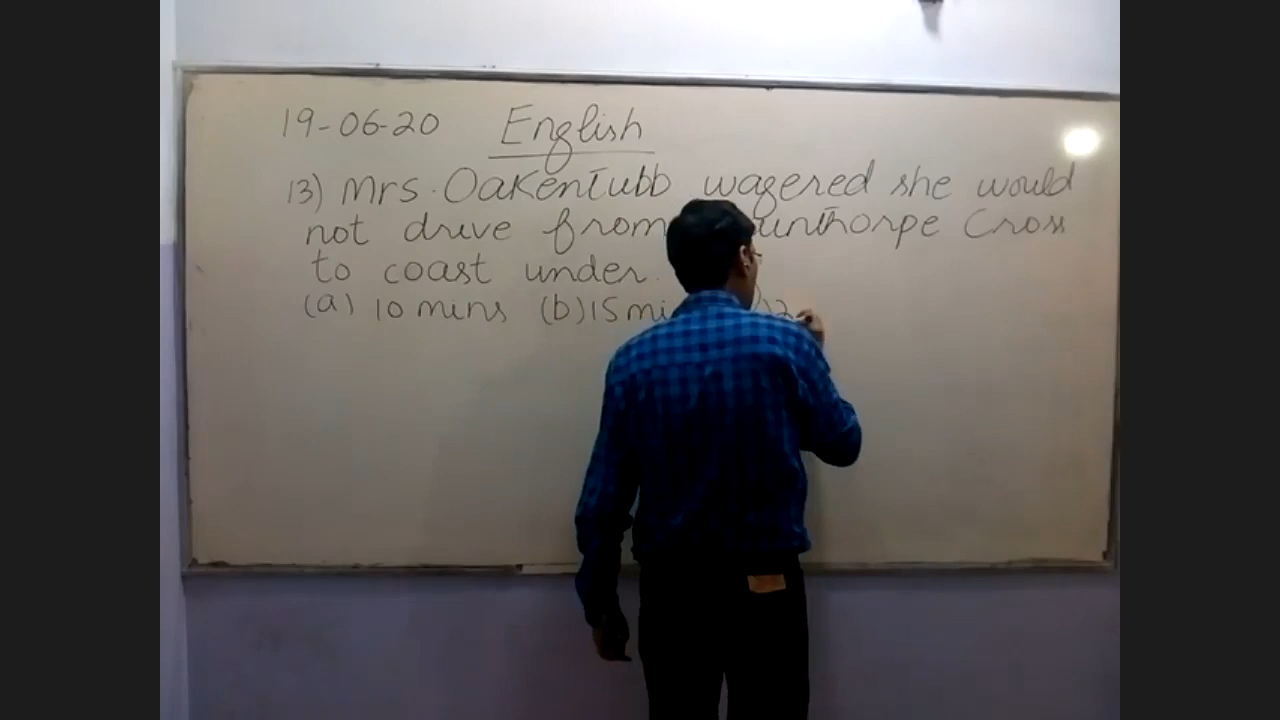 19-06-20 English
13) Mrs. Oakentubb wagered she would
not drive from unthorpe Cross
to coast under.
(a) 10 mins (b) 15 mi